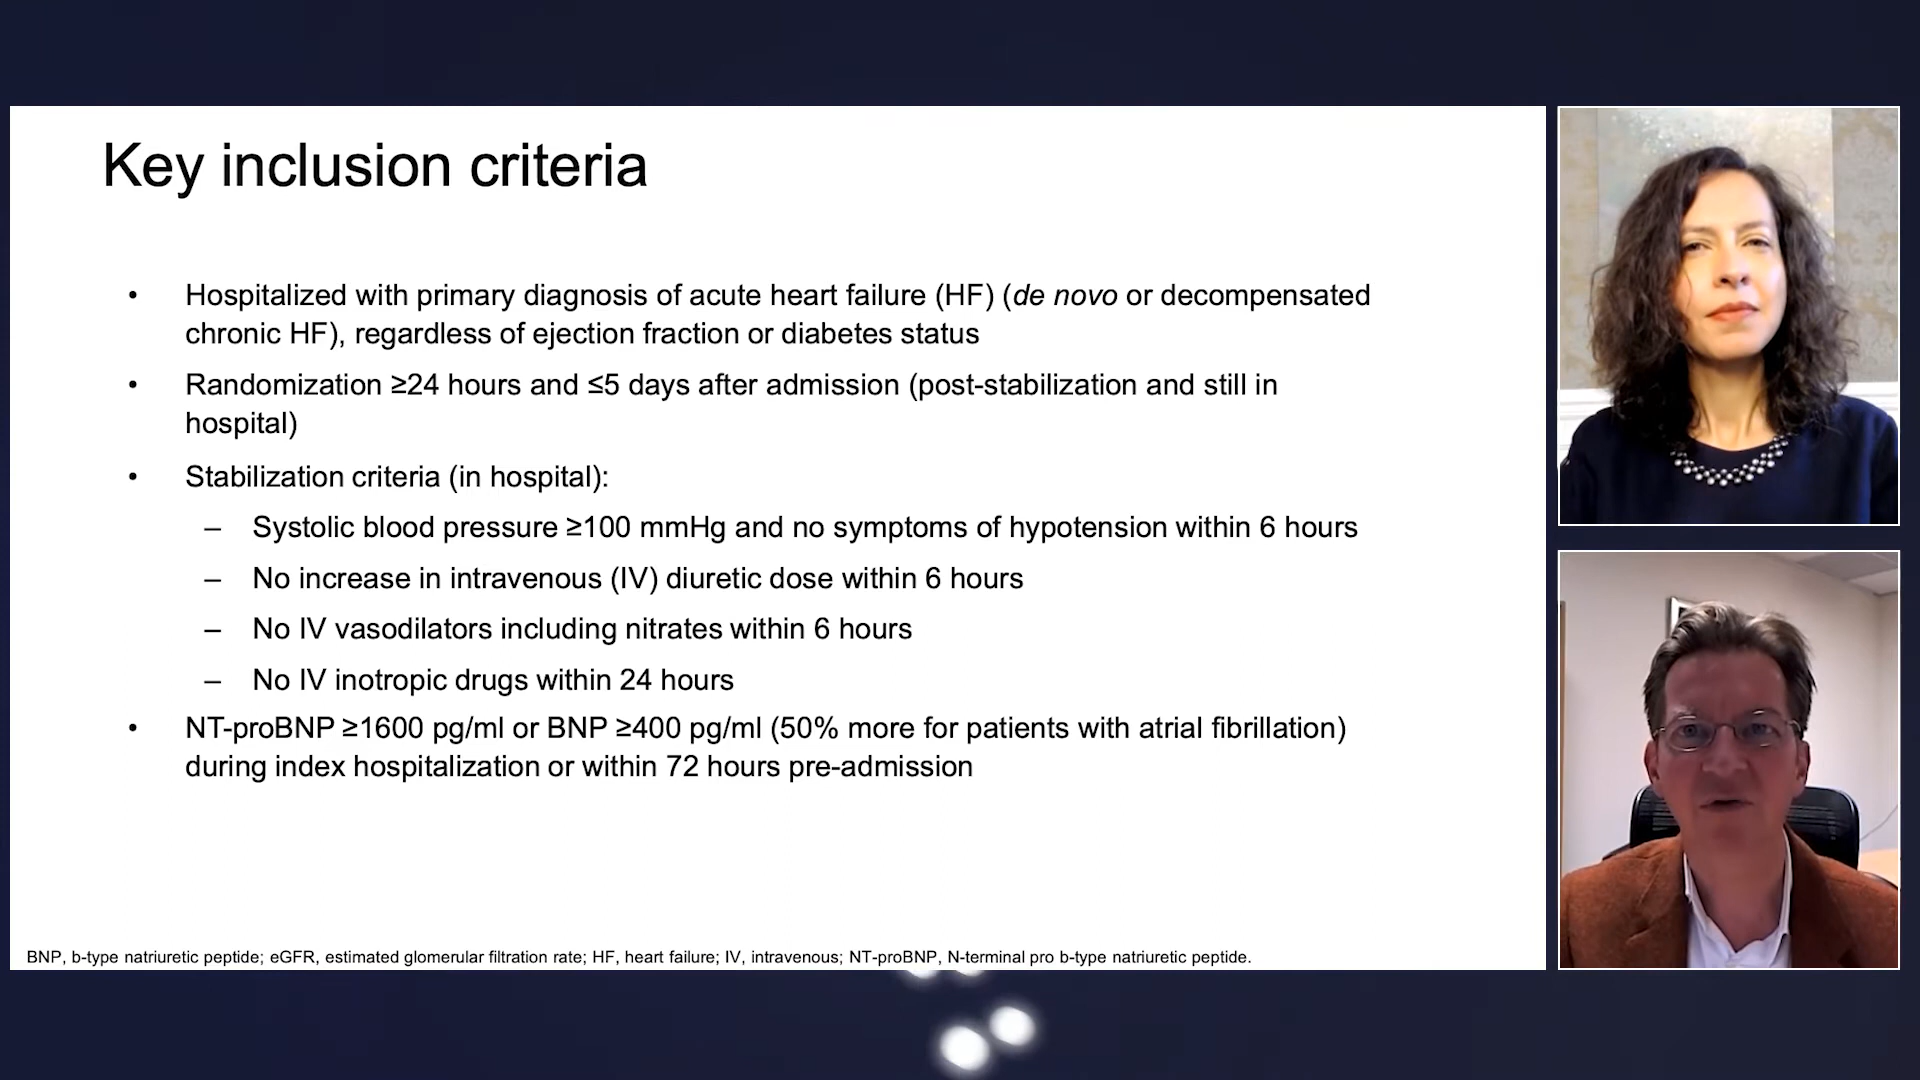 Key inclusion criteria
• Hospitalized with primary diagnosis of acute heart failure (HF) (de novo or decompensated
chronic HF), regardless of ejection fraction or diabetes status
• Randomization ≥24 hours and ≤5 days after admission (post-stabilization and still in
hospital)
• Stabilization criteria (in hospital):
– Systolic blood pressure ≥100 mmHg and no symptoms of hypotension within 6 hours
– No increase in intravenous (IV) diuretic dose within 6 hours
– No IV vasodilators including nitrates within 6 hours
– No IV inotropic drugs within 24 hours
• NT-proBNP ≥1600 pg/ml or BNP ≥400 pg/ml (50% more for patients with atrial fibrillation)
during index hospitalization or within 72 hours pre-admission
BNP, b-type natriuretic peptide; eGFR, estimated glomerular filtration rate; HF, heart failure; IV, intravenous; NT-proBNP, N-terminal pro b-type natriuretic peptide.